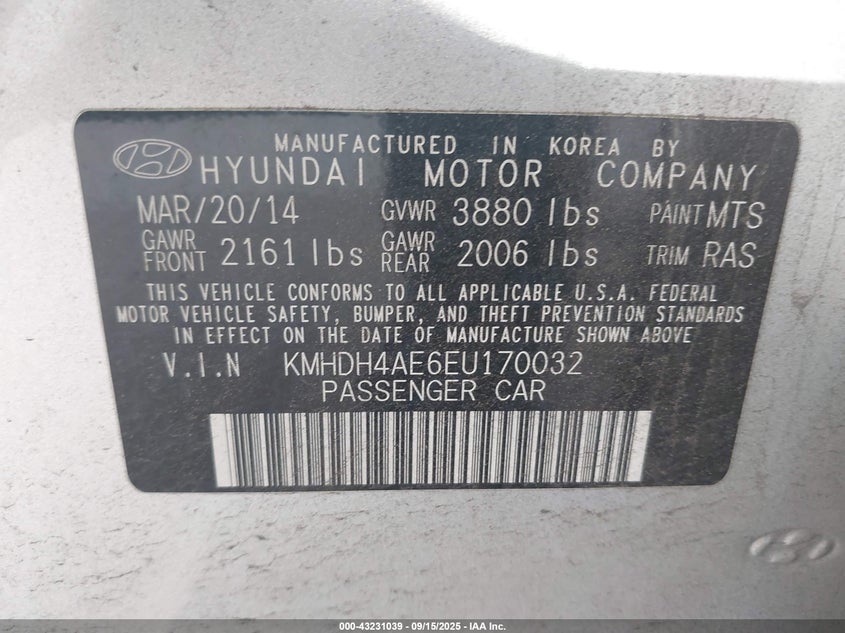 MANUFACTURED IN KOREA BY
HYUNDAI MOTOR COMPANY
MAR/20/14 GVWR 3880 lbs PAINT MTS
GAWR FRONT 2161 lbs GAWR REAR 2006 lbs TRIM RAS
THIS VEHICLE CONFORMS TO ALL APPLICABLE U.S.A. FEDERAL
MOTOR VEHICLE SAFETY, BUMPER, AND THEFT PREVENTION STANDARDS
IN EFFECT ON THE DATE OF MANUFACTURE SHOWN ABOVE
V.I.N KMHDH4AE6EU170032
PASSENGER CAR
000-43231039 - 09/15/2025 - IAA Inc.